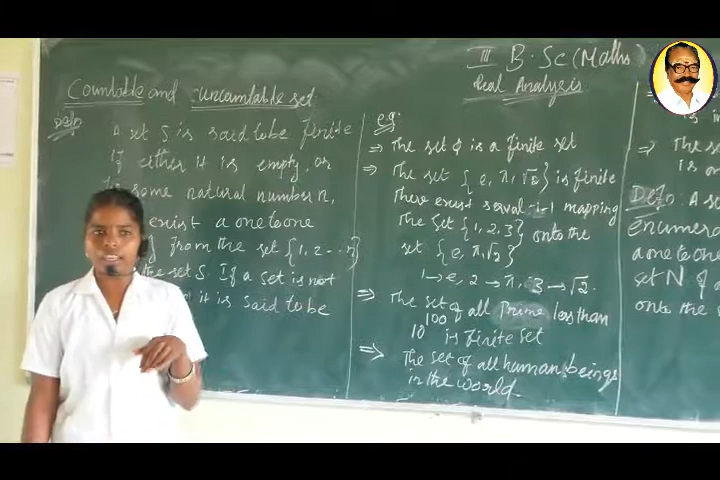 III B.Sc (Maths)
Real Analysis
Countable and uncountable set
Defn
A set S is said to be finite
If either it is empty, or
some natural number n,
exist a one to one
from the set {1, 2 ... n}
the set S. If a set is not
it is said to be
e.g:
⇒ The set ϕ is a finite set
⇒ The set {e, π, √2} is finite
There exist serval 1-1 mapping
The set {1, 2, 3} onto the
set {e, π, √2}
1→e, 2→π, 3→√2.
⇒ The set of all Prime less than
10^100 is finite set
⇒ The set of all human beings
in the world.
⇒
is
⇒ The set
is
Defn: A se
enumera
a one to one
set N of
onto the s